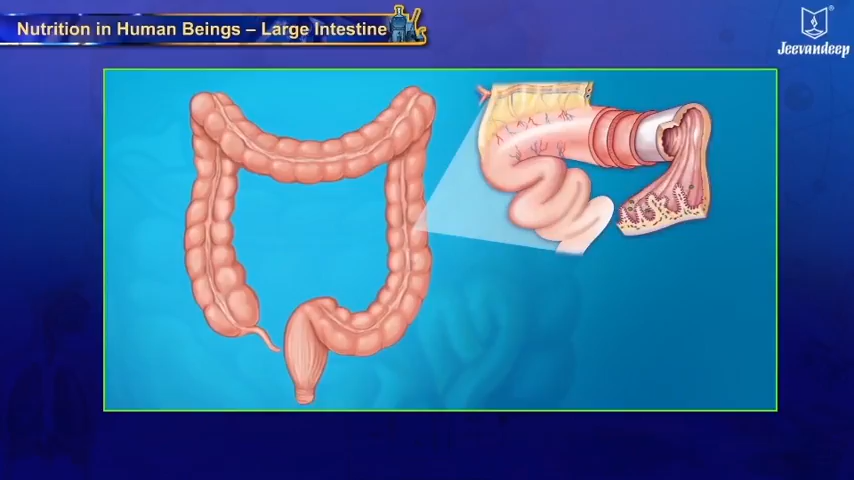 Nutrition in Human Beings – Large Intestine
Jeevandeep